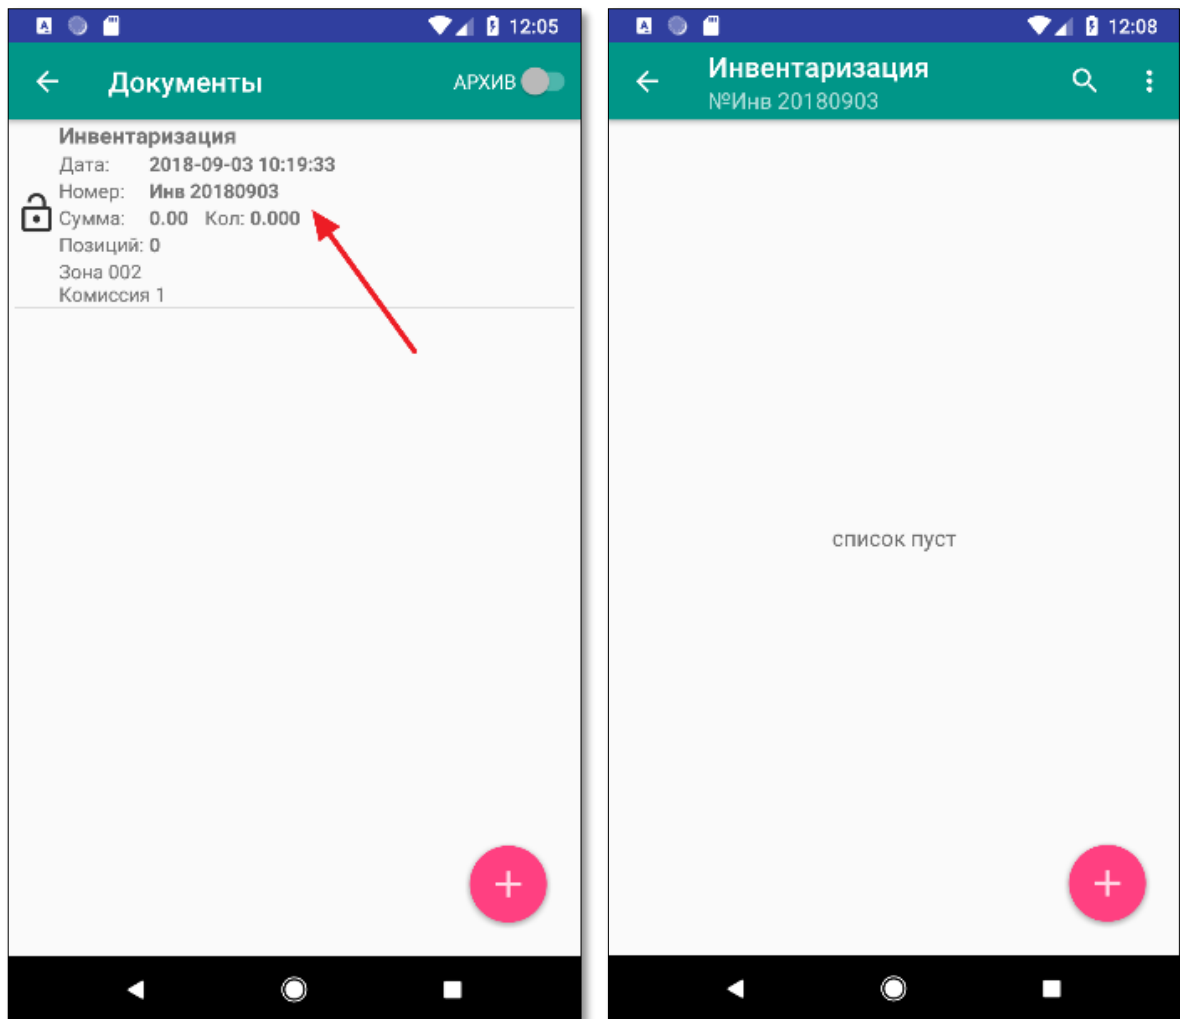 12:05
Документы
АРХИВ
Инвентаризация
Дата: 2018-09-03 10:19:33
Номер: Инв 20180903
Сумма: 0.00 Кол: 0.000
Позиций: 0
Зона 002
Комиссия 1
12:08
Инвентаризация
№Инв 20180903
список пуст